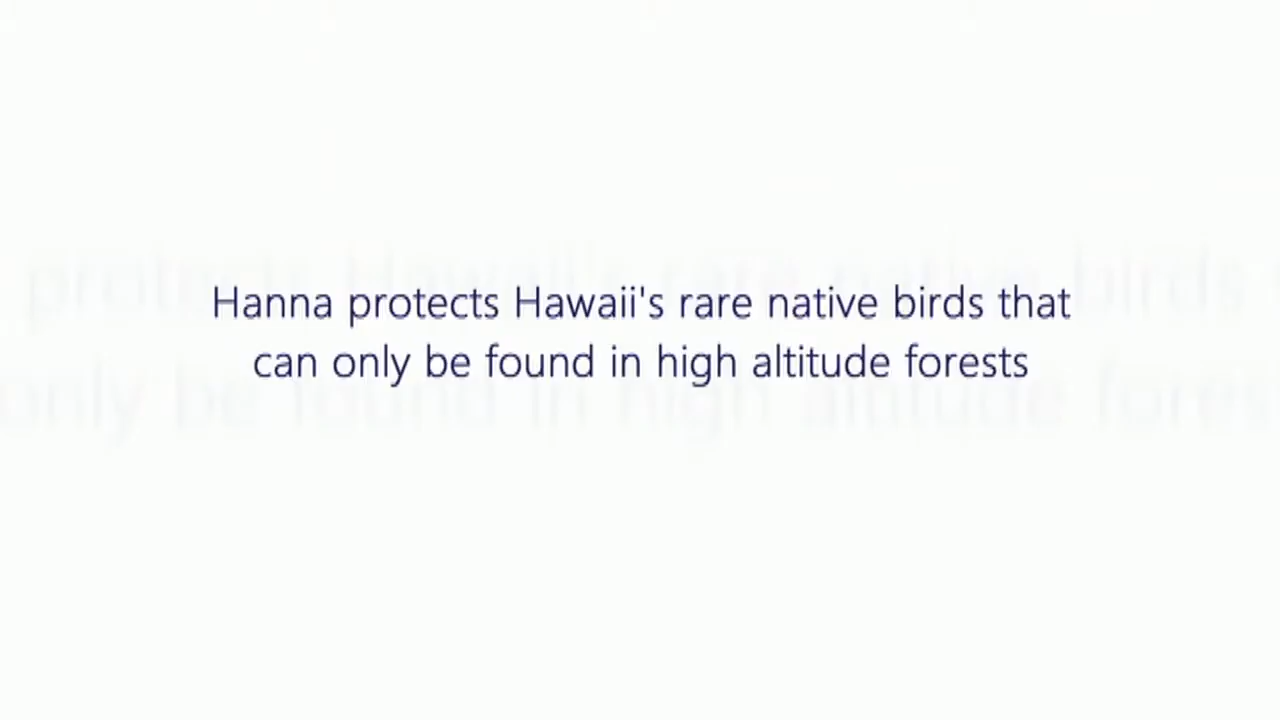 Hanna protects Hawaii's rare native birds that
can only be found in high altitude forests